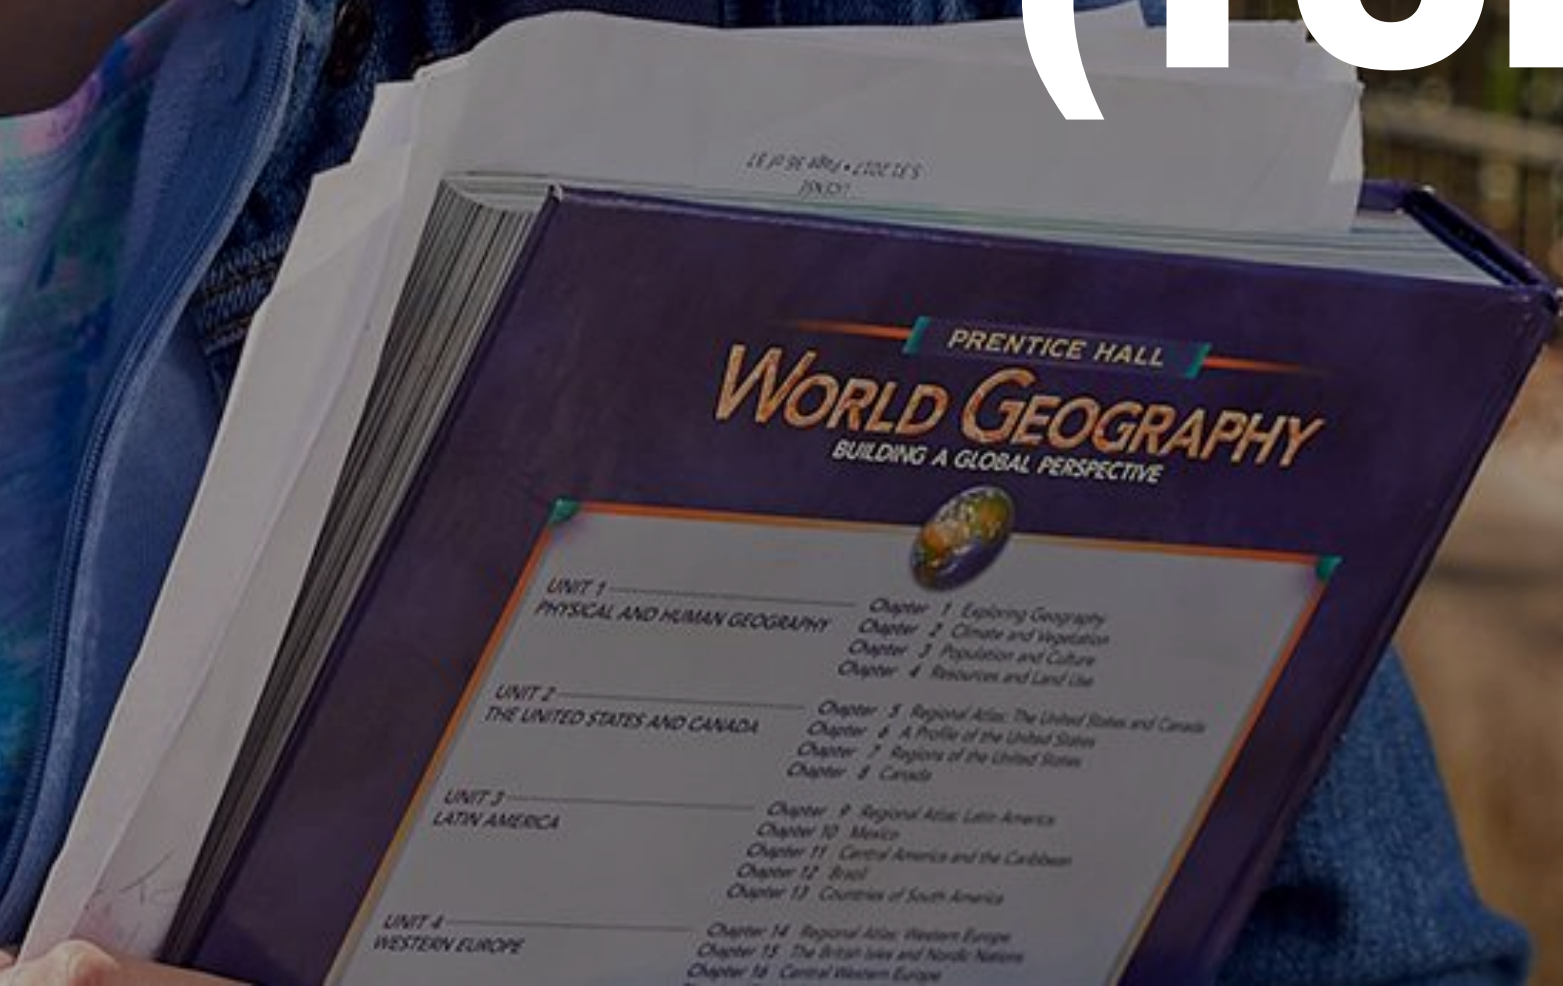 PRENTICE HALL
WORLD GEOGRAPHY
BUILDING A GLOBAL PERSPECTIVE
UNIT 1
PHYSICAL AND HUMAN GEOGRAPHY
Chapter 1 Exploring Geography
Chapter 2 Climate and Vegetation
Chapter 3 Population and Culture
Chapter 4 Resources and Land Use
UNIT 2
THE UNITED STATES AND CANADA
Chapter 5 Regional Atlas: The United States and Canada
Chapter 6 A Profile of the United States
Chapter 7 Regions of the United States
Chapter 8 Canada
UNIT 3
LATIN AMERICA
Chapter 9 Regional Atlas: Latin America
Chapter 10 Mexico
Chapter 11 Central America and the Caribbean
Chapter 12 Brazil
Chapter 13 Countries of South America
UNIT 4
WESTERN EUROPE
Chapter 14 Regional Atlas: Western Europe
Chapter 15 The British Isles and Nordic Nations
Chapter 16 Central Western Europe